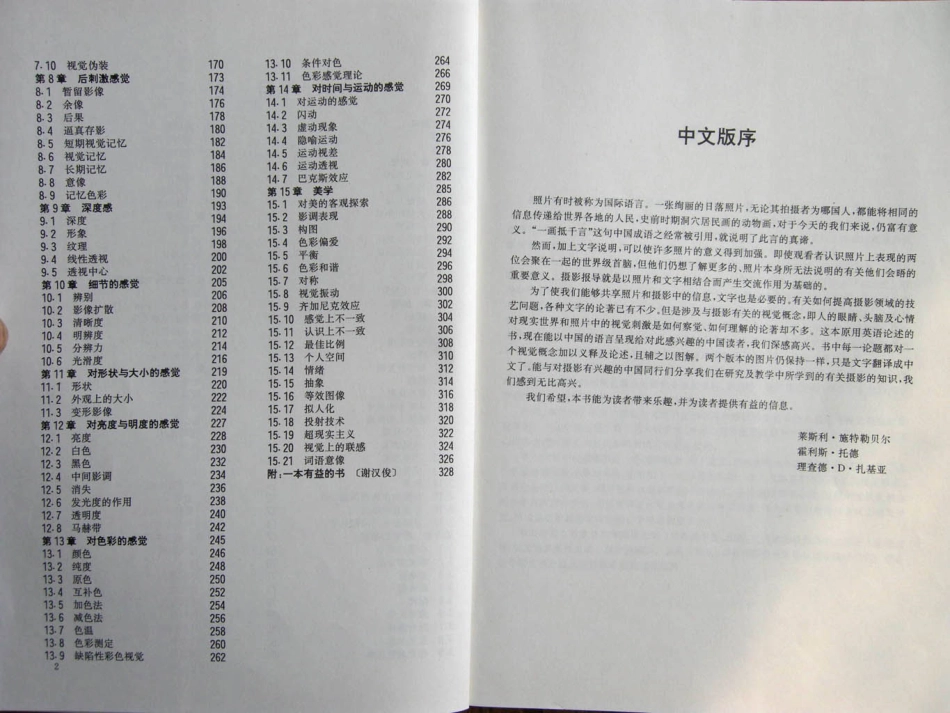 7·10 视觉伪装 170
第8章 后刺激感觉 173
8·1 暂留影像 174
8·2 余像 176
8·3 后果 178
8·4 逼真存影 180
8·5 短期视觉记忆 182
8·6 视觉记忆 184
8·7 长期记忆 186
8·8 意像 188
8·9 记忆色彩 190
第9章 深度感 193
9·1 深度 194
9·2 形象 196
9·3 纹理 198
9·4 线性透视 200
9·5 透视中心 202
第10章 细节的感觉 205
10·1 辨别 206
10·2 影像扩散 208
10·3 清晰度 210
10·4 明辨度 212
10·5 分辨力 214
10·6 光滑度 216
第11章 对形状与大小的感觉 219
11·1 形状 220
11·2 外观上的大小 222
11·3 变形影像 224
第12章 对亮度与明度的感觉 227
12·1 亮度 228
12·2 白色 230
12·3 黑色 232
12·4 中间影调 234
12·5 消失 236
12·6 发光度的作用 238
12·7 透明度 240
12·8 马赫带 242
第13章 对色彩的感觉 245
13·1 颜色 246
13·2 纯度 248
13·3 原色 250
13·4 互补色 252
13·5 加色法 254
13·6 减色法 256
13·7 色温 258
13·8 色彩测定 260
13·9 缺陷性彩色视觉 262
2
13·10 条件对色 264
13·11 色彩感觉理论 266
第14章 对时间与运动的感觉 269
14·1 对运动的感觉 270
14·2 闪动 272
14·3 虚动现象 274
14·4 隐喻运动 276
14·5 运动视差 278
14·6 运动透视 280
14·7 巴克斯效应 282
第15章 美学 285
15·1 对美的客观探索 286
15·2 影调表现 288
15·3 构图 290
15·4 色彩偏爱 292
15·5 平衡 294
15·6 色彩和谐 296
15·7 对称 298
15·8 视觉振动 300
15·9 齐加尼克效应 302
15·10 感觉上不一致 304
15·11 认识上不一致 306
15·12 最佳比例 308
15·13 个人空间 310
15·14 情绪 312
15·15 抽象 314
15·16 等效图像 316
15·17 拟人化 318
15·18 投射技术 320
15·19 超现实主义 322
15·20 视觉上的联感 324
15·21 词语意像 326
附:一本有益的书 〔谢汉俊〕 328
中文版序
照片有时被称为国际语言。一张绚丽的日落照片，无论其拍摄者为哪国人，都能将相同的
信息传递给世界各地的人民，史前时期洞穴居民画的动物画，对于今天的我们来说，仍富有意
义。“一画抵千言”这句中国成语之经常被引用，就说明了此言的真谛。
然而，加上文字说明，可以使许多照片的意义得到加强。即使观看者认识照片上表现的两
位会聚在一起的世界级首脑，但他们仍想了解更多的、照片本身所无法说明的有关他们会晤的
重要意义。摄影报导就是以照片和文字相结合而产生交流作用为基础的。
为了使我们能够共享照片和摄影中的信息，文字也是必要的。有关如何提高摄影领域的技
艺问题，各种文字的论著已有不少。但是涉及与摄影有关的视觉概念，即人的眼睛、头脑及心情
对现实世界和照片中的视觉刺激是如何察觉、如何理解的论著却不多。这本原用英语论述的
书，现在能以中国的语言呈现给对此感兴趣的中国读者，我们深感高兴。书中每一论题都对一
个视觉概念加以义释及论述，且辅之以图解。两个版本的图片仍保持一样，只是文字翻译成中
文了。能与对摄影有兴趣的中国同行们分享我们在研究及教学中所学到的有关摄影的知识，我
们感到无比高兴。
我们希望，本书能为读者带来乐趣，并为读者提供有益的信息。
莱斯利·施特勒贝尔
霍利斯·托德
理查德·D·扎基亚